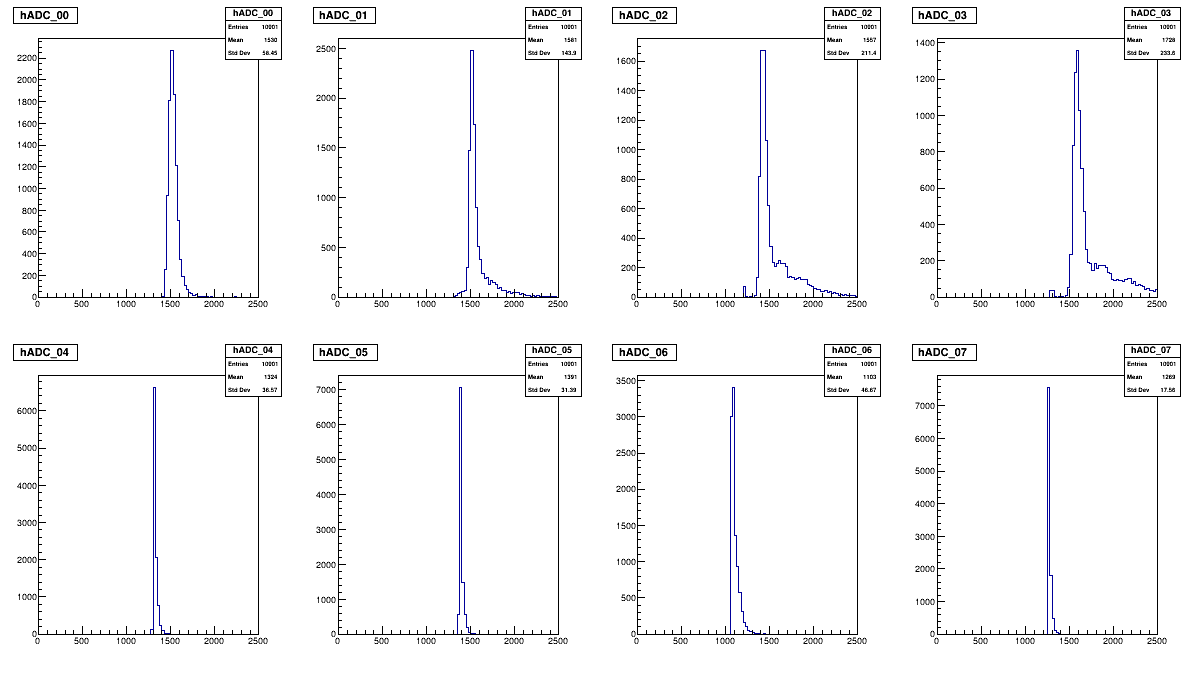 hADC_00
hADC_00
Entries 10001
Mean 1530
Std Dev 58.45
2200
2000
1800
1600
1400
1200
1000
800
600
400
200
0
0 500 1000 1500 2000 2500
hADC_01
hADC_01
Entries 10001
Mean 1581
Std Dev 143.9
2500
2000
1500
1000
500
0
0 500 1000 1500 2000 2500
hADC_02
hADC_02
Entries 10001
Mean 1557
Std Dev 211.4
1600
1400
1200
1000
800
600
400
200
0
0 500 1000 1500 2000 2500
hADC_03
hADC_03
Entries 10001
Mean 1728
Std Dev 233.6
1400
1200
1000
800
600
400
200
0
0 500 1000 1500 2000 2500
hADC_04
hADC_04
Entries 10001
Mean 1324
Std Dev 36.57
6000
5000
4000
3000
2000
1000
0
0 500 1000 1500 2000 2500
hADC_05
hADC_05
Entries 10001
Mean 1391
Std Dev 31.39
7000
6000
5000
4000
3000
2000
1000
0
0 500 1000 1500 2000 2500
hADC_06
hADC_06
Entries 10001
Mean 1103
Std Dev 46.67
3500
3000
2500
2000
1500
1000
500
0
0 500 1000 1500 2000 2500
hADC_07
hADC_07
Entries 10001
Mean 1269
Std Dev 17.56
7000
6000
5000
4000
3000
2000
1000
0
0 500 1000 1500 2000 2500